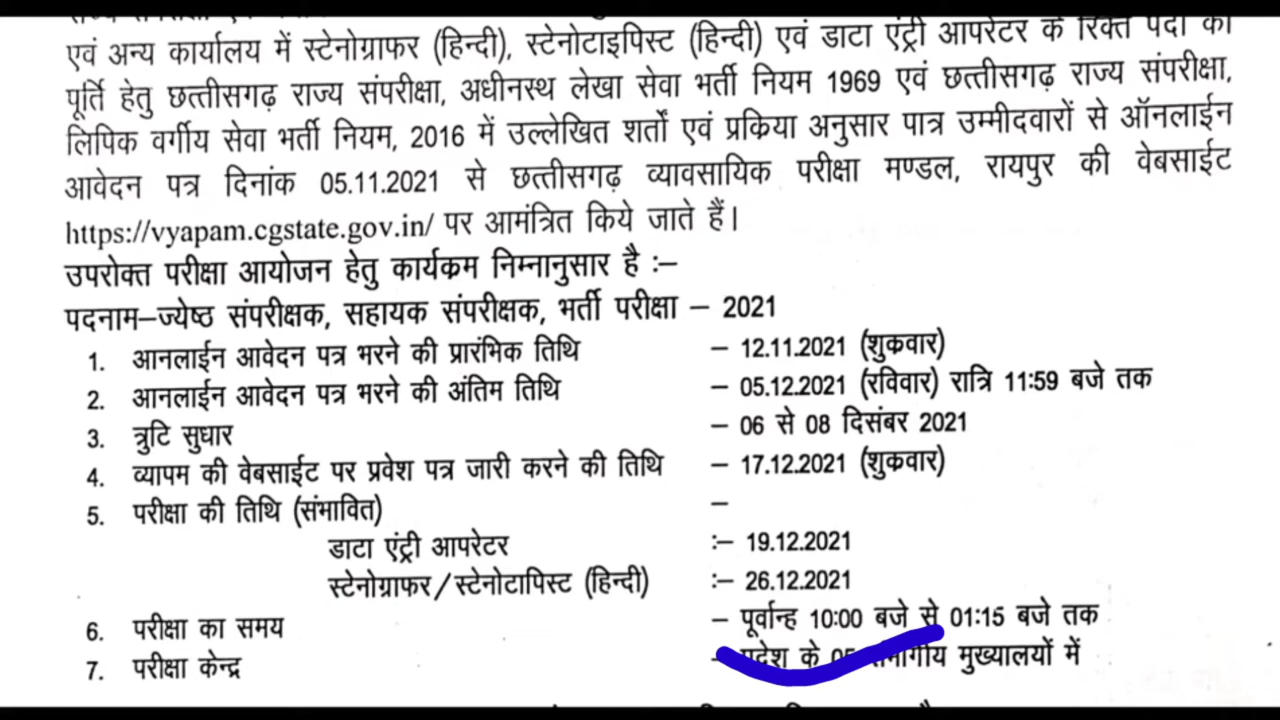 एवं अन्य कार्यालय में स्टेनोग्राफर (हिन्दी), स्टेनोटाइपिस्ट (हिन्दी) एवं डाटा एंट्री आपरेटर के रिक्त पदों की
पूर्ति हेतु छत्तीसगढ़ राज्य संपरीक्षा, अधीनस्थ लेखा सेवा भर्ती नियम 1969 एवं छत्तीसगढ़ राज्य संपरीक्षा,
लिपिक वर्गीय सेवा भर्ती नियम, 2016 में उल्लेखित शर्तों एवं प्रक्रिया अनुसार पात्र उम्मीदवारों से ऑनलाईन
आवेदन पत्र दिनांक 05.11.2021 से छत्तीसगढ़ व्यावसायिक परीक्षा मण्डल, रायपुर की वेबसाईट
https://vyapam.cgstate.gov.in/ पर आमंत्रित किये जाते हैं।
उपरोक्त परीक्षा आयोजन हेतु कार्यक्रम निम्नानुसार है :–
पदनाम–ज्येष्ठ संपरीक्षक, सहायक संपरीक्षक, भर्ती परीक्षा – 2021
1. आनलाईन आवेदन पत्र भरने की प्रारंभिक तिथि – 12.11.2021 (शुक्रवार)
2. आनलाईन आवेदन पत्र भरने की अंतिम तिथि – 05.12.2021 (रविवार) रात्रि 11:59 बजे तक
3. त्रुटि सुधार – 06 से 08 दिसंबर 2021
4. व्यापम की वेबसाईट पर प्रवेश पत्र जारी करने की तिथि – 17.12.2021 (शुक्रवार)
5. परीक्षा की तिथि (संभावित) –
डाटा एंट्री आपरेटर :– 19.12.2021
स्टेनोग्राफर/स्टेनोटापिस्ट (हिन्दी) :– 26.12.2021
6. परीक्षा का समय – पूर्वान्ह 10:00 बजे से 01:15 बजे तक
7. परीक्षा केन्द्र – प्रदेश के 05 संभागीय मुख्यालयों में